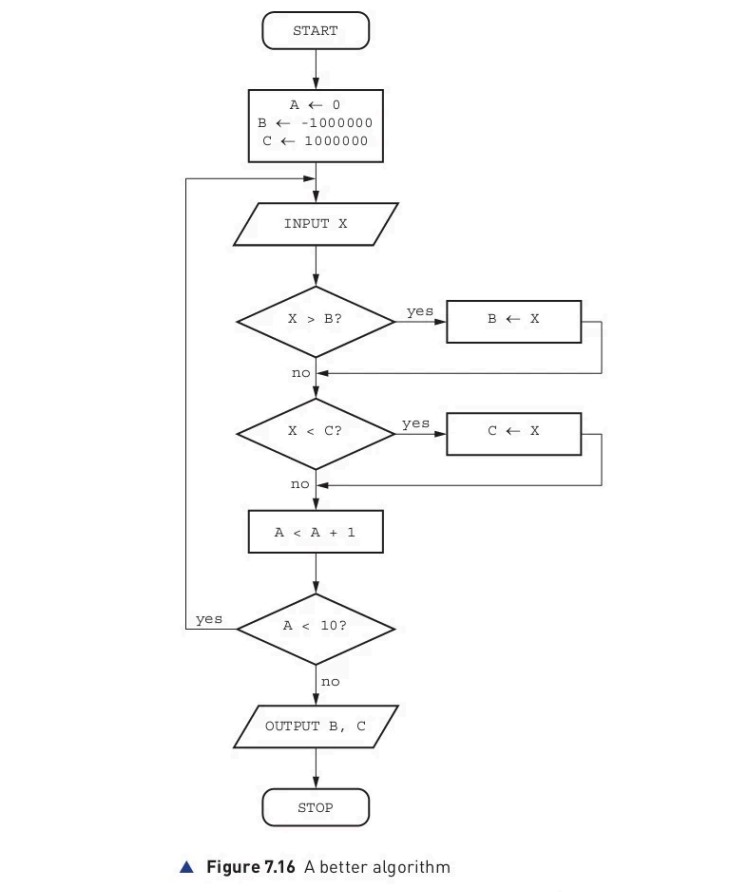 START
A ← 0
B ← -1000000
C ← 1000000
INPUT X
X > B?
yes
B ← X
no
X < C?
yes
C ← X
no
A < A + 1
A < 10?
yes
no
OUTPUT B, C
STOP
▲ Figure 7.16 A better algorithm